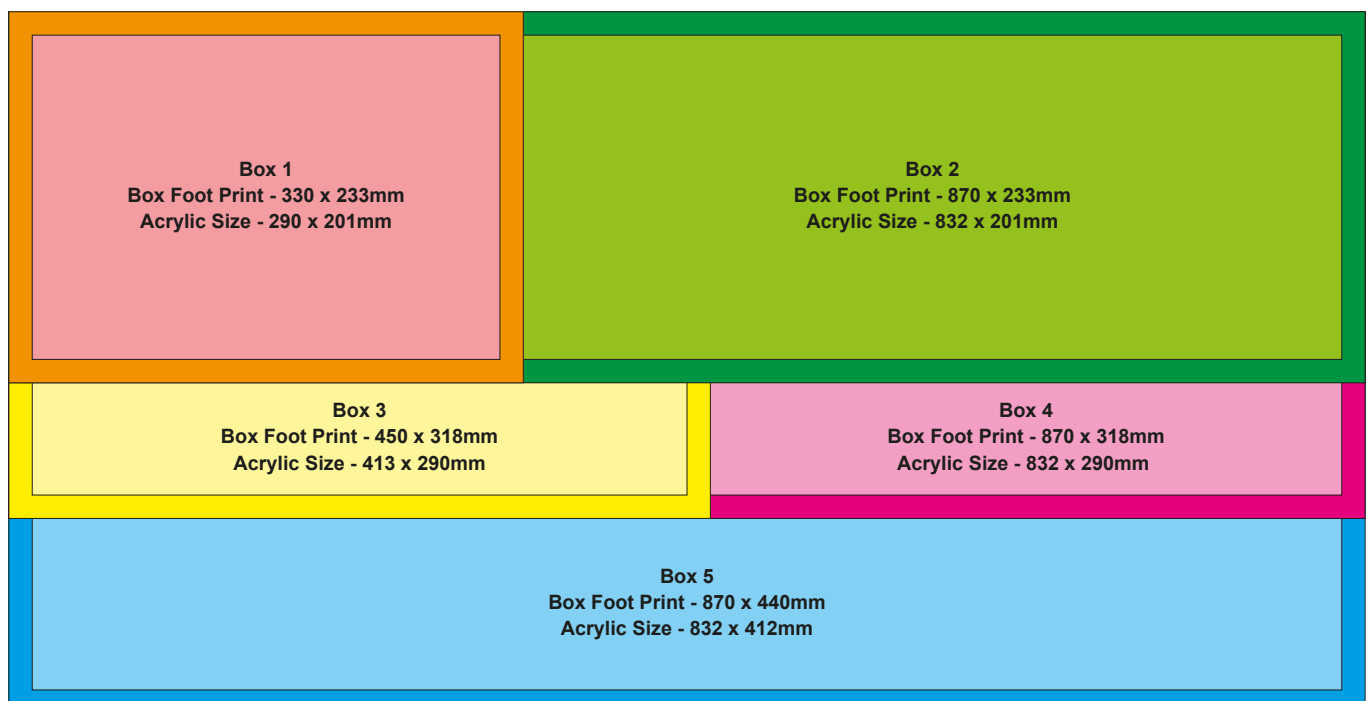 Box 1
Box Foot Print - 330 x 233mm
Acrylic Size - 290 x 201mm
Box 2
Box Foot Print - 870 x 233mm
Acrylic Size - 832 x 201mm
Box 3
Box Foot Print - 450 x 318mm
Acrylic Size - 413 x 290mm
Box 4
Box Foot Print - 870 x 318mm
Acrylic Size - 832 x 290mm
Box 5
Box Foot Print - 870 x 440mm
Acrylic Size - 832 x 412mm